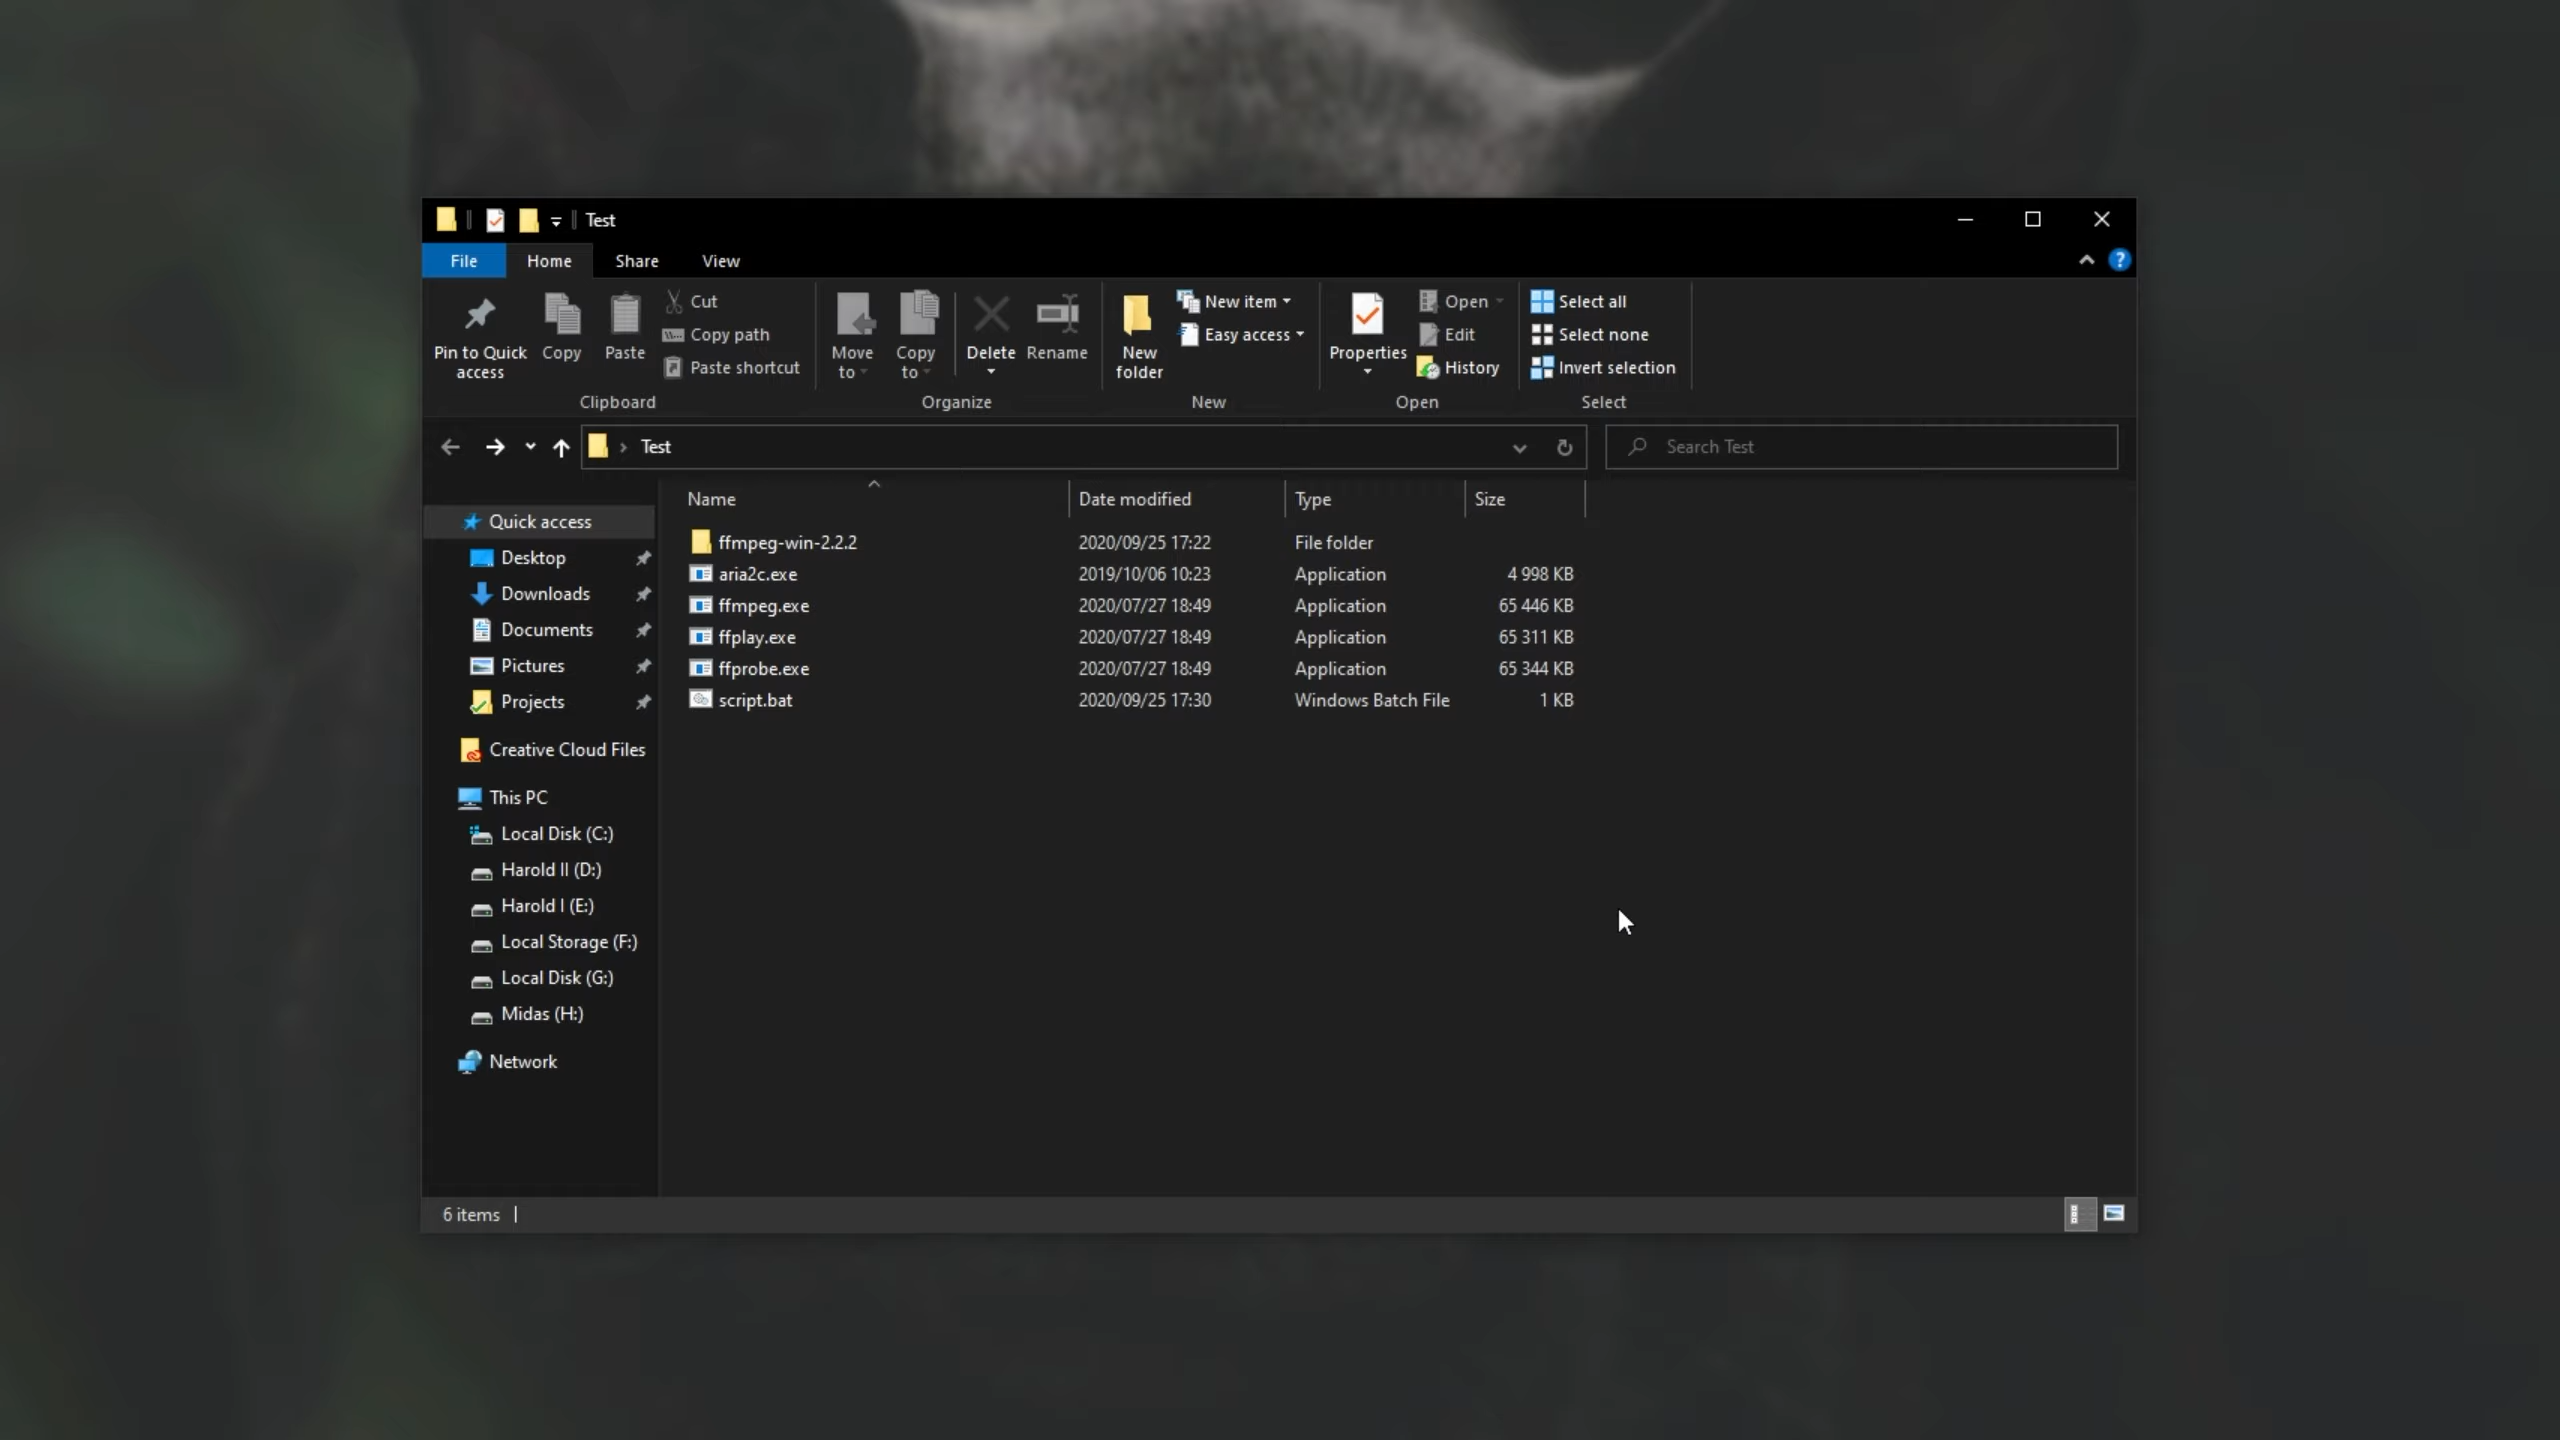 Test
File Home Share View
Pin to Quick access
Copy
Paste
Cut
Copy path
Paste shortcut
Clipboard
Move to
Copy to
Delete
Rename
Organize
New folder
New item
Easy access
New
Properties
Open
Edit
History
Open
Select all
Select none
Invert selection
Select
Test
Search Test
Quick access
Desktop
Downloads
Documents
Pictures
Projects
Creative Cloud Files
This PC
Local Disk (C:)
Harold II (D:)
Harold I (E:)
Local Storage (F:)
Local Disk (G:)
Midas (H:)
Network
Name Date modified Type Size
ffmpeg-win-2.2.2 2020/09/25 17:22 File folder
aria2c.exe 2019/10/06 10:23 Application 4 998 KB
ffmpeg.exe 2020/07/27 18:49 Application 65 446 KB
ffplay.exe 2020/07/27 18:49 Application 65 311 KB
ffprobe.exe 2020/07/27 18:49 Application 65 344 KB
script.bat 2020/09/25 17:30 Windows Batch File 1 KB
6 items